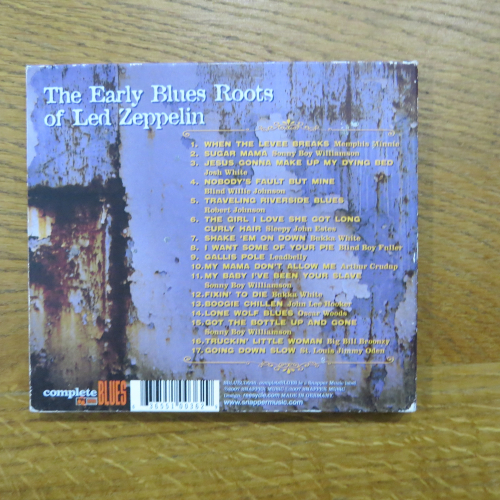 The Early Blues Roots
of Led Zeppelin
1. WHEN THE LEVEE BREAKS Memphis Minnie
2. SUGAR MAMA Sonny Boy Williamson
3. JESUS GONNA MAKE UP MY DYING BED
Josh White
4. NOBODY'S FAULT BUT MINE
Blind Willie Johnson
5. TRAVELING RIVERSIDE BLUES
Robert Johnson
6. THE GIRL I LOVE SHE GOT LONG
CURLY HAIR Sleepy John Estes
7. SHAKE 'EM ON DOWN Bukka White
8. I WANT SOME OF YOUR PIE Blind Boy Fuller
9. GALLIS POLE Leadbelly
10. MY MAMA DON'T ALLOW ME Arthur Crudup
11. MY BABY I'VE BEEN YOUR SLAVE
Sonny Boy Williamson
12. FIXIN' TO DIE Bukka White
13. BOOGIE CHILLEN John Lee Hooker
14. LONE WOLF BLUES Oscar Woods
15. GOT THE BOTTLE UP AND GONE
Sonny Boy Williamson
16. TRUCKIN' LITTLE WOMAN Big Bill Broonzy
17. GOING DOWN SLOW St. Louis Jimmy Oden
complete
BLUES
MADE IN GERMANY
www.snappermusic.com